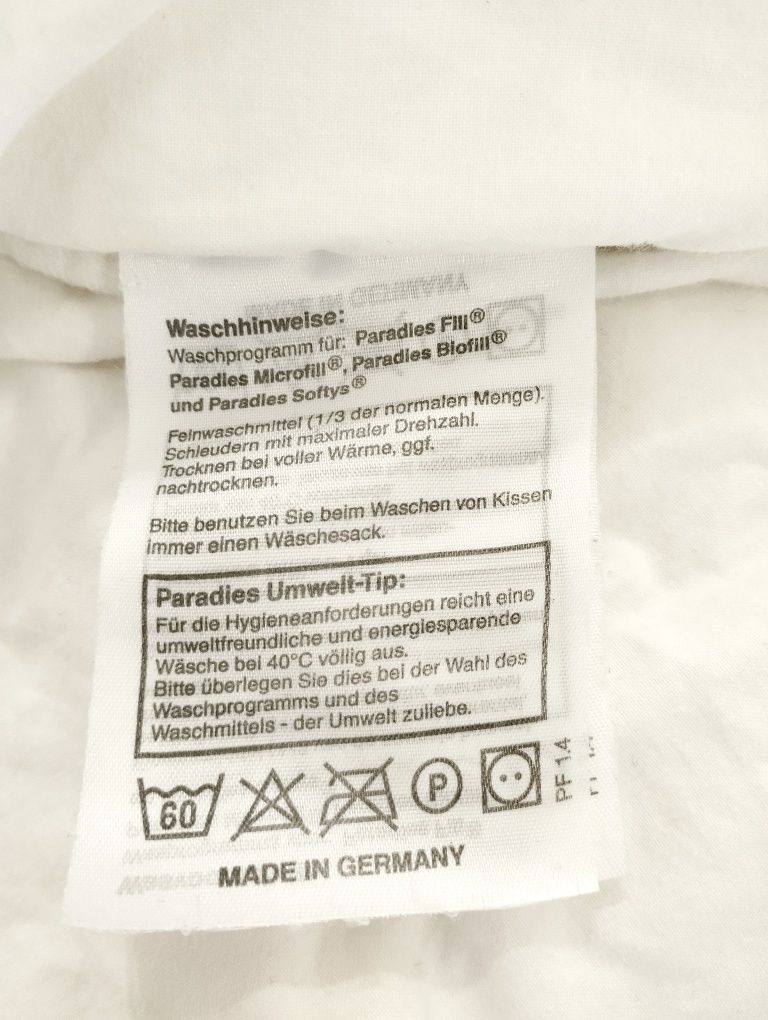 Waschhinweise:
Waschprogramm für: Paradies Fill®
Paradies Microfill®, Paradies Biofill®
und Paradies Softys®
Feinwaschmittel (1/3 der normalen Menge).
Schleudern mit maximaler Drehzahl.
Trocknen bei voller Wärme, ggf.
nachtrocknen.
Bitte benutzen Sie beim Waschen von Kissen
immer einen Wäschesack.
Paradies Umwelt-Tip:
Für die Hygieneanforderungen reicht eine
umweltfreundliche und energiesparende
Wäsche bei 40°C völlig aus.
Bitte überlegen Sie dies bei der Wahl des
Waschprogramms und des
Waschmittels - der Umwelt zuliebe.
60 P
PF 1.4
MADE IN GERMANY